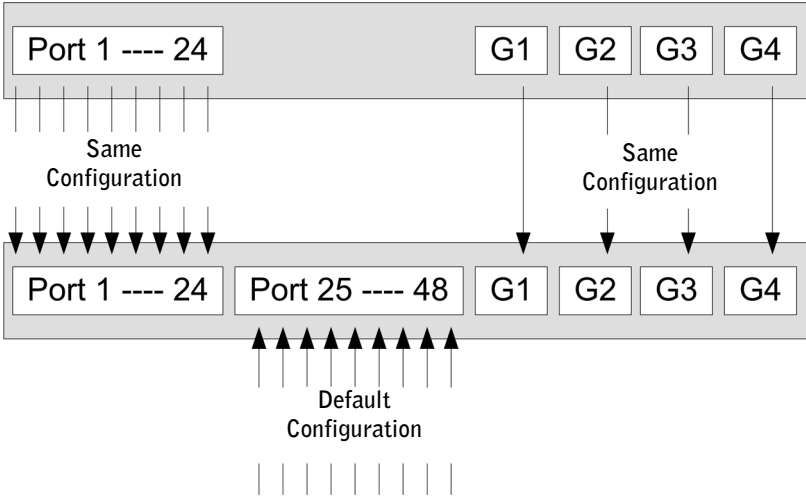 Port 1 ---- 24
G1
G2
G3
G4
Same
Configuration
Same
Configuration
Port 1 ---- 24
Port 25 ---- 48
G1
G2
G3
G4
Default
Configuration